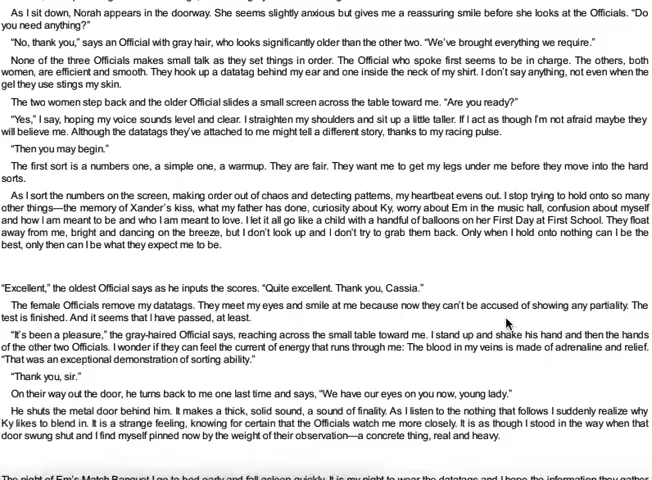 As I sit down, Norah appears in the doorway. She seems slightly anxious but gives me a reassuring smile before she looks at the Officials. “Do
you need anything?”
“No, thank you,” says an Official with gray hair, who looks significantly older than the other two. “We’ve brought everything we require.”
None of the three Officials makes small talk as they set things in order. The Official who spoke first seems to be in charge. The others, both
women, are efficient and smooth. They hook up a datatag behind my ear and one inside the neck of my shirt. I don’t say anything, not even when the
gel they use stings my skin.
The two women step back and the older Official slides a small screen across the table toward me. “Are you ready?”
“Yes,” I say, hoping my voice sounds level and clear. I straighten my shoulders and sit up a little taller. If I act as though I’m not afraid maybe they
will believe me. Although the datatags they’ve attached to me might tell a different story, thanks to my racing pulse.
“Then you may begin.”
The first sort is a numbers one, a simple one, a warmup. They are fair. They want me to get my legs under me before they move into the hard
sorts.
As I sort the numbers on the screen, making order out of chaos and detecting patterns, my heartbeat evens out. I stop trying to hold onto so many
other things—the memory of Xander’s kiss, what my father has done, curiosity about Ky, worry about Em in the music hall, confusion about myself
and how I am meant to be and who I am meant to love. I let it all go like a child with a handful of balloons on her First Day at First School. They float
away from me, bright and dancing on the breeze, but I don’t look up and I don’t try to grab them back. Only when I hold onto nothing can I be the
best, only then can I be what they expect me to be.
“Excellent,” the oldest Official says as he inputs the scores. “Quite excellent. Thank you, Cassia.”
The female Officials remove my datatags. They meet my eyes and smile at me because now they can’t be accused of showing any partiality. The
test is finished. And it seems that I have passed, at least.
“It’s been a pleasure,” the gray-haired Official says, reaching across the small table toward me. I stand up and shake his hand and then the hands
of the other two Officials. I wonder if they can feel the current of energy that runs through me: The blood in my veins is made of adrenaline and relief.
“That was an exceptional demonstration of sorting ability.”
“Thank you, sir.”
On their way out the door, he turns back to me one last time and says, “We have our eyes on you now, young lady.”
He shuts the metal door behind him. It makes a thick, solid sound, a sound of finality. As I listen to the nothing that follows I suddenly realize why
Ky likes to blend in. It is a strange feeling, knowing for certain that the Officials watch me more closely. It is as though I stood in the way when that
door swung shut and I find myself pinned now by the weight of their observation—a concrete thing, real and heavy.
The night of Em’s Match Banquet I go to bed early and fall asleep quickly. It is my night to wear the datatags and I hope the information they gather